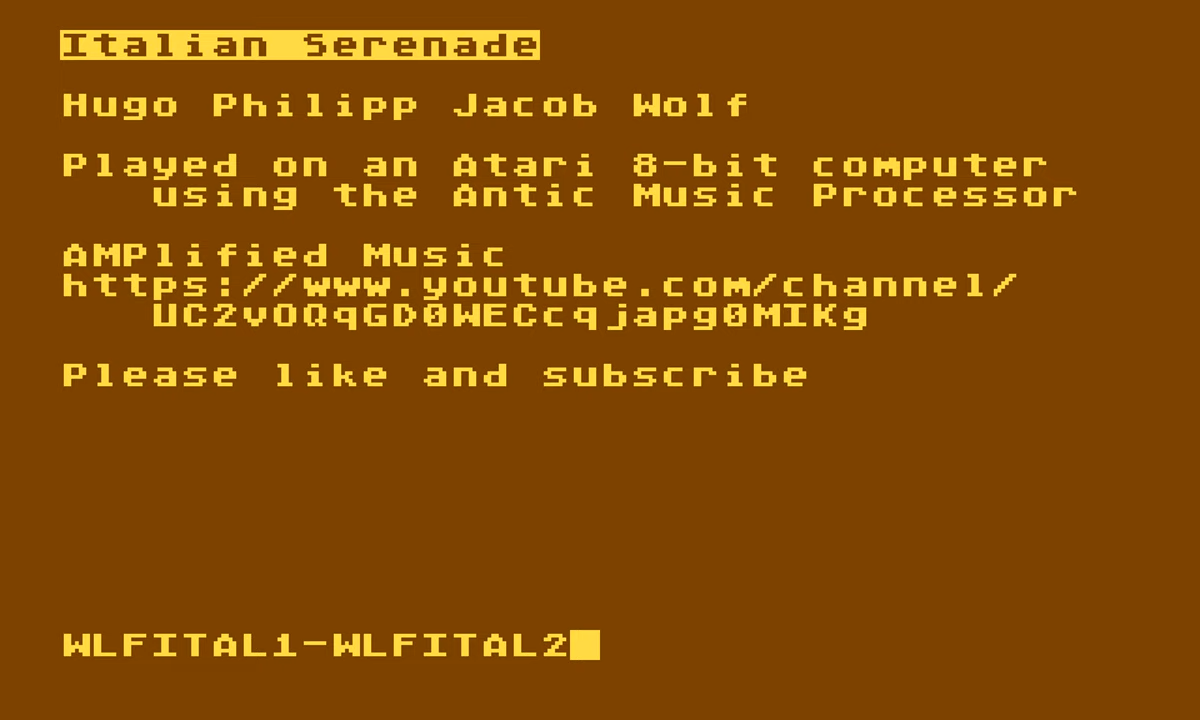 Italian Serenade
Hugo Philipp Jacob Wolf
Played on an Atari 8-bit computer
using the Antic Music Processor
AMPlified Music
https://www.youtube.com/channel/
UC2vOQqGD0WECcqjapg0MIKg
Please like and subscribe
WLFITAL1-WLFITAL2